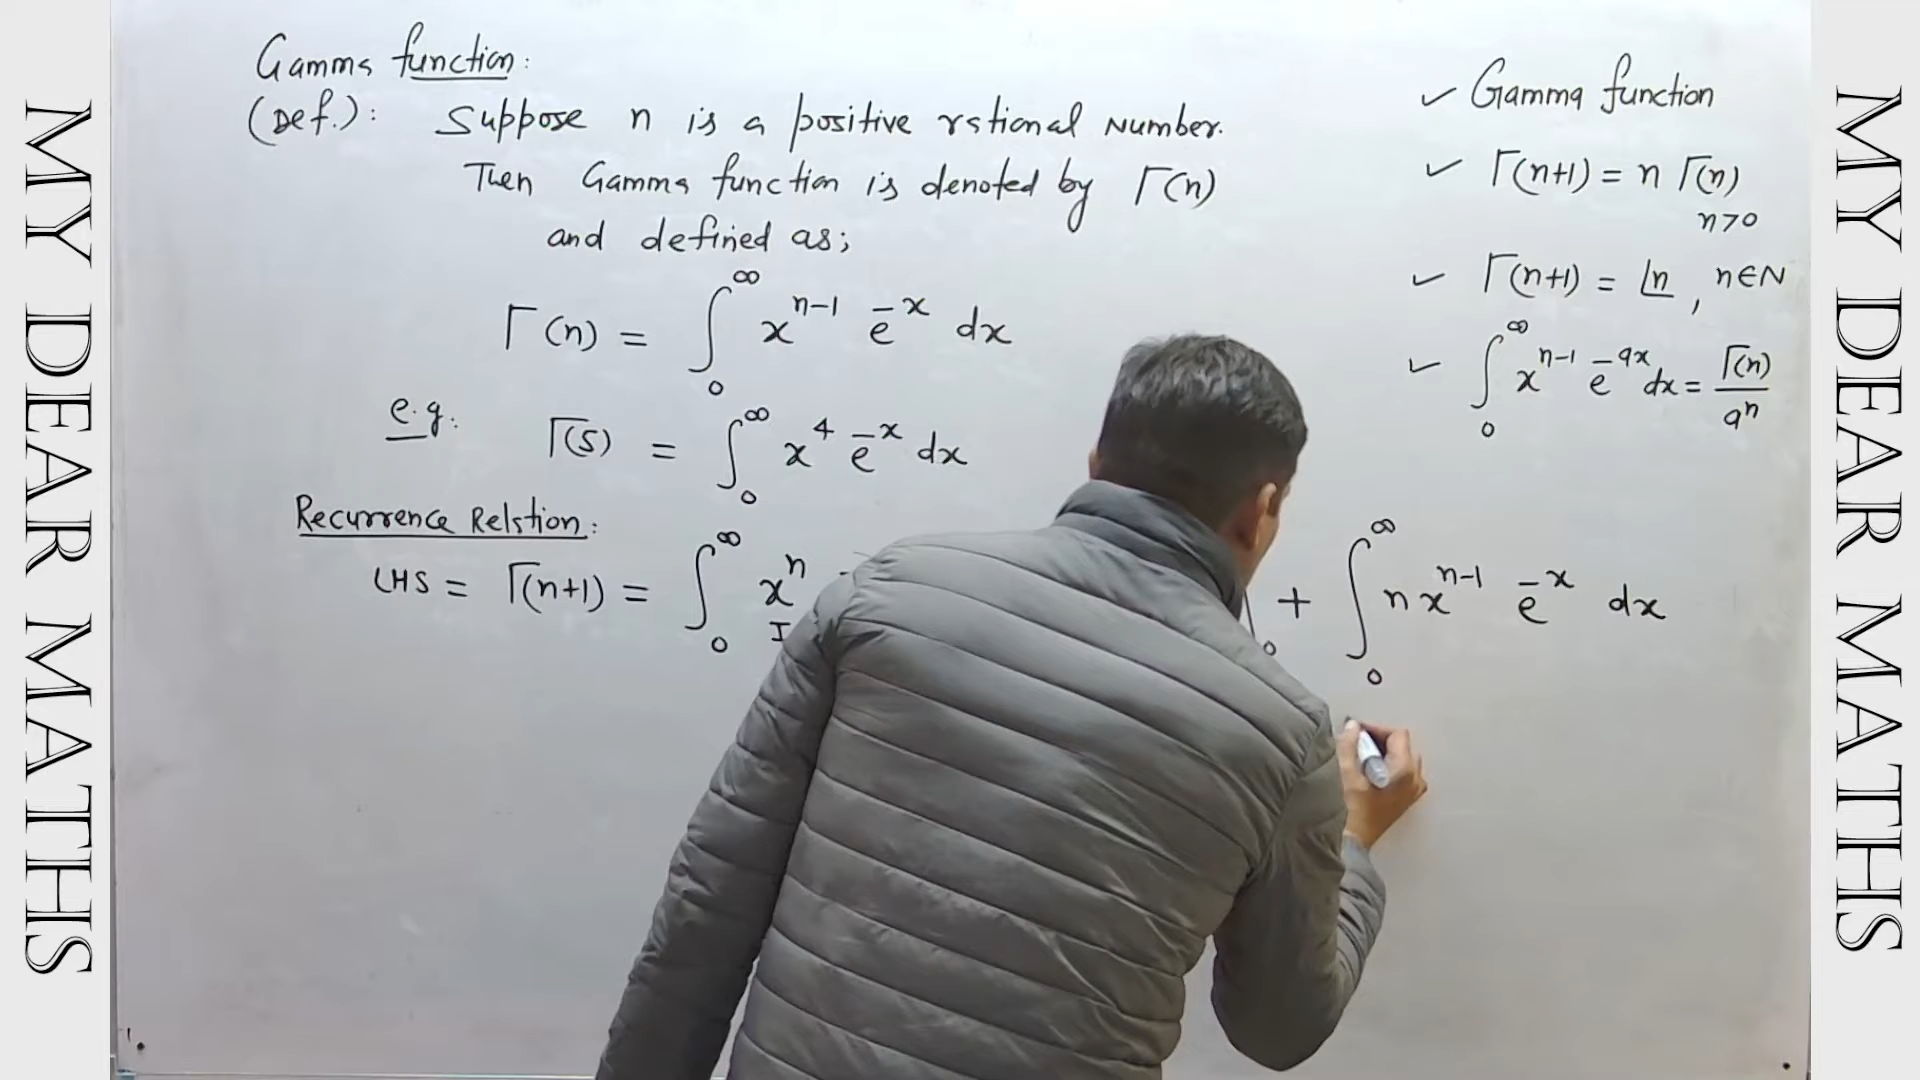 MY DEAR MATHS
Gamma function:
(Def.): Suppose n is a positive rational Number.
Then Gamma function is denoted by Γ(n)
and defined as;
Γ(n) = ∫₀^∞ x^{n-1} e^{-x} dx
e.g. Γ(5) = ∫₀^∞ x^4 e^{-x} dx
Recurrence Relation:
LHS = Γ(n+1) = ∫₀^∞ x^n
I
0 + ∫₀^∞ n x^{n-1} e^{-x} dx
✓ Gamma function
✓ Γ(n+1) = n Γ(n)
n>0
✓ Γ(n+1) = ⌊n, n∈N
✓ ∫₀^∞ x^{n-1} e^{-ax} dx = Γ(n)/a^n
MY DEAR MATHS